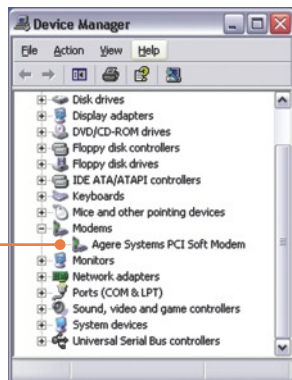 Device Manager
File Action View Help
Disk drives
Display adapters
DVD/CD-ROM drives
Floppy disk controllers
Floppy disk drives
IDE ATA/ATAPI controllers
Keyboards
Mice and other pointing devices
Modems
Agere Systems PCI Soft Modem
Monitors
Network adapters
Ports (COM & LPT)
Sound, video and game controllers
System devices
Universal Serial Bus controllers